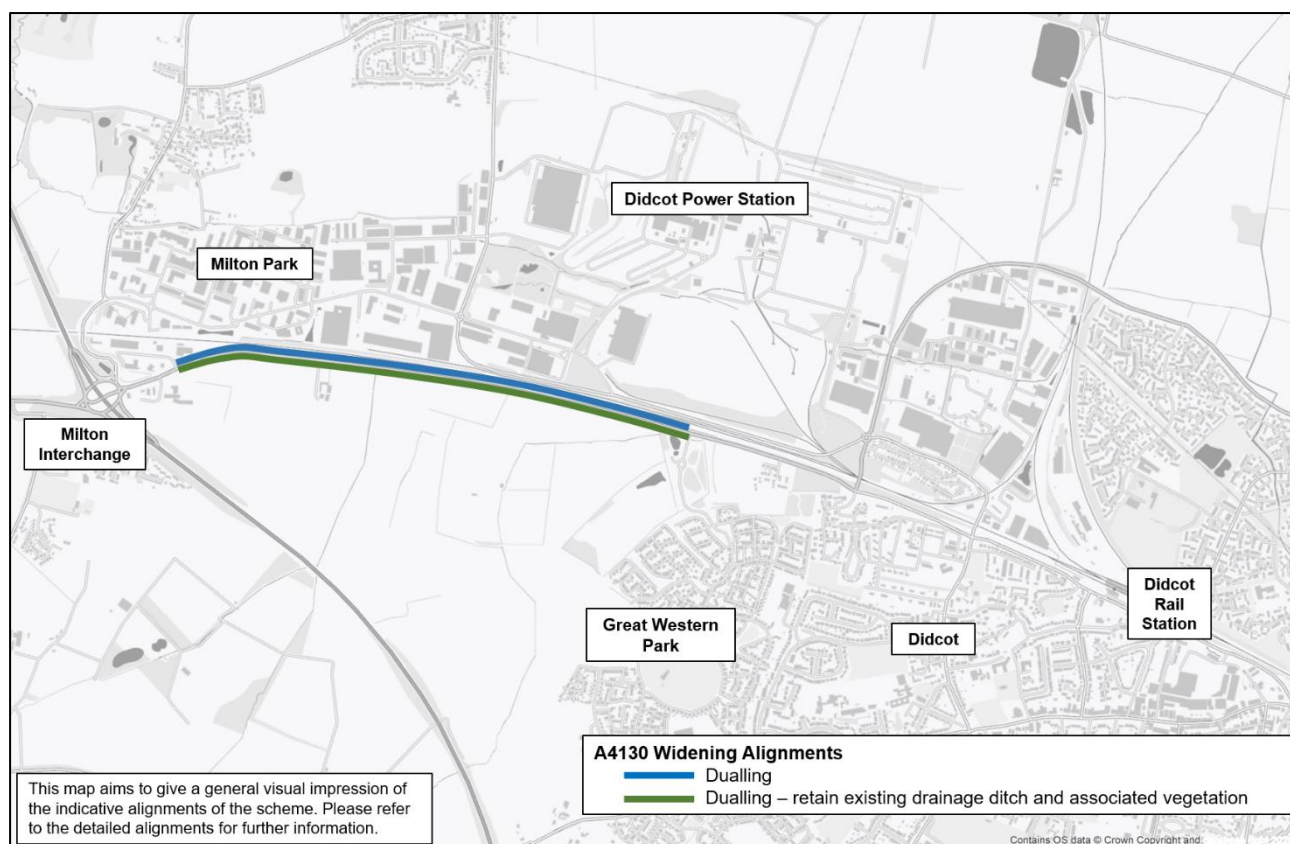 Didcot Power Station
Milton Park
Milton
Interchange
Great Western
Park
Didcot
Didcot
Rail
Station
A4130 Widening Alignments
Dualling
Dualling – retain existing drainage ditch and associated vegetation
This map aims to give a general visual impression of
the indicative alignments of the scheme. Please refer
to the detailed alignments for further information.
Contains OS data © Crown Copyright and